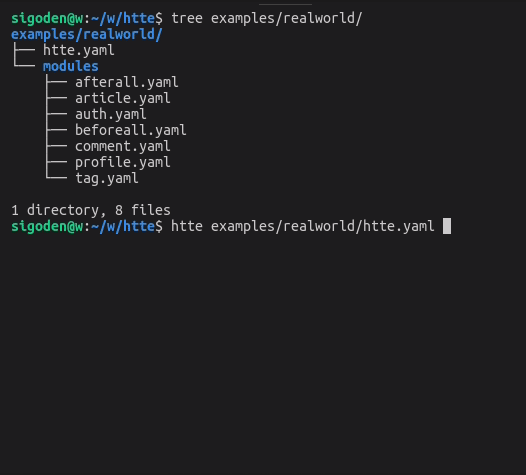 sigoden@w:~/w/htte$ tree examples/realworld/
examples/realworld/
├── htte.yaml
└── modules
    ├── afterall.yaml
    ├── article.yaml
    ├── auth.yaml
    ├── beforeall.yaml
    ├── comment.yaml
    ├── profile.yaml
    └── tag.yaml

1 directory, 8 files
sigoden@w:~/w/htte$ htte examples/realworld/htte.yaml